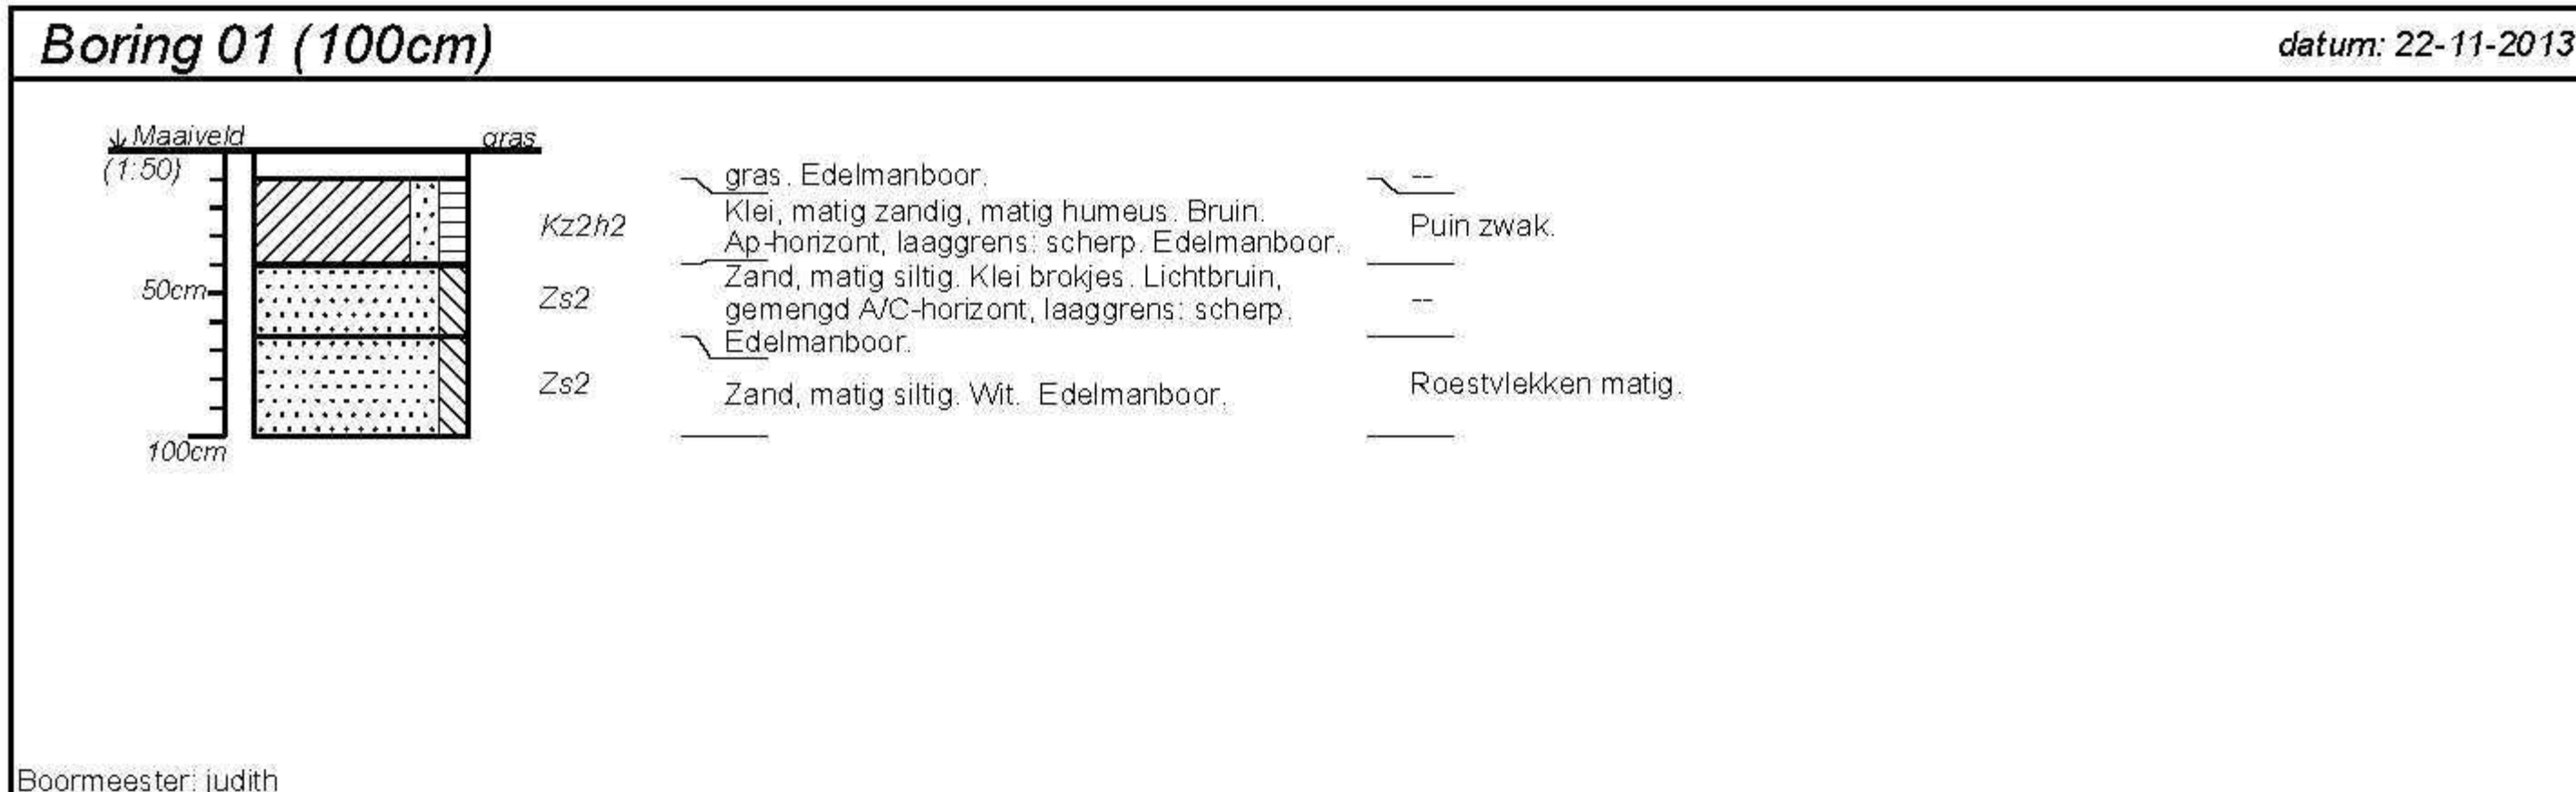 Boring 01 (100cm)
datum: 22-11-2013
↓ Maaiveld
gras
(1:50)
gras. Edelmanboor.
--
Kz2h2
Klei, matig zandig, matig humeus. Bruin.
Ap-horizont, laaggrens: scherp. Edelmanboor.
Puin zwak.
50cm
Zs2
Zand, matig siltig. Klei brokjes. Lichtbruin,
gemengd A/C-horizont, laaggrens: scherp.
Edelmanboor.
--
Zs2
Zand, matig siltig. Wit. Edelmanboor.
Roestvlekken matig.
100cm
Boormeester: judith